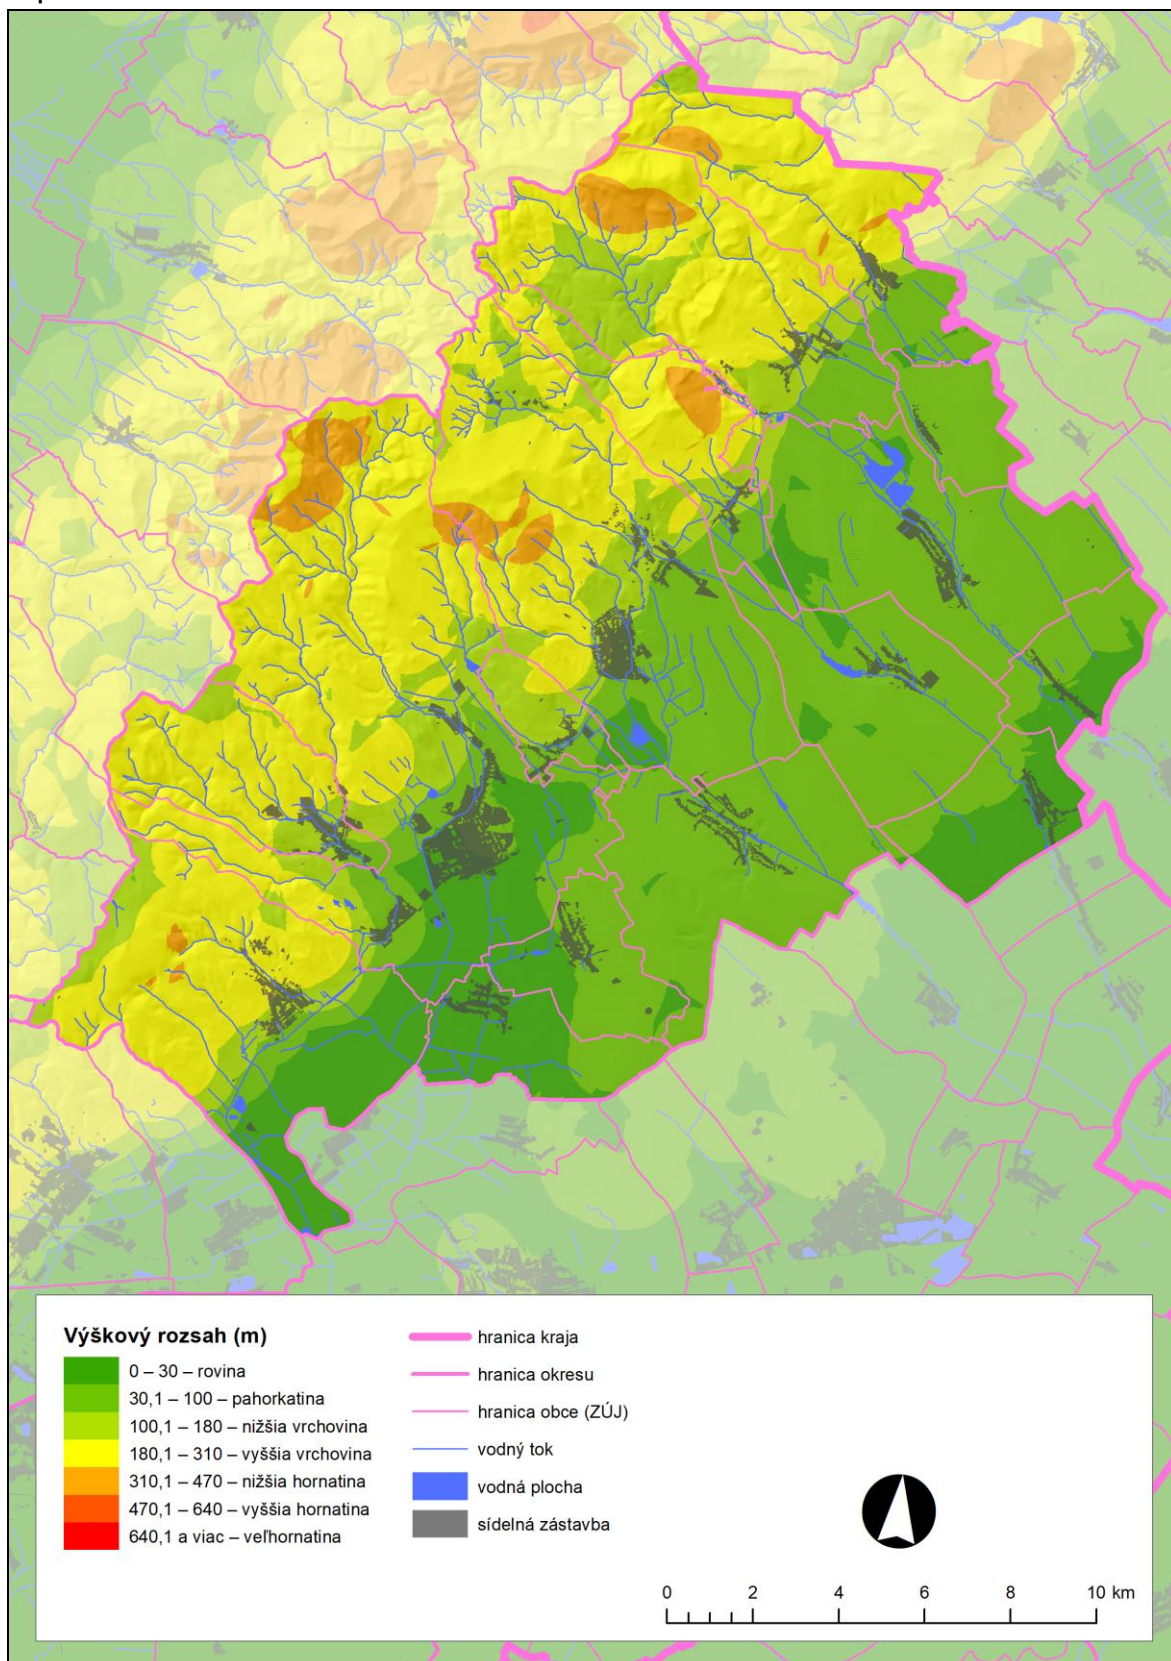 Výškový rozsah (m)
0 – 30 – rovina
30,1 – 100 – pahorkatina
100,1 – 180 – nižšia vrchovina
180,1 – 310 – vyššia vrchovina
310,1 – 470 – nižšia hornatina
470,1 – 640 – vyššia hornatina
640,1 a viac – veľhornatina
hranica kraja
hranica okresu
hranica obce (ZÚJ)
vodný tok
vodná plocha
sídelná zástavba
0 2 4 6 8 10 km